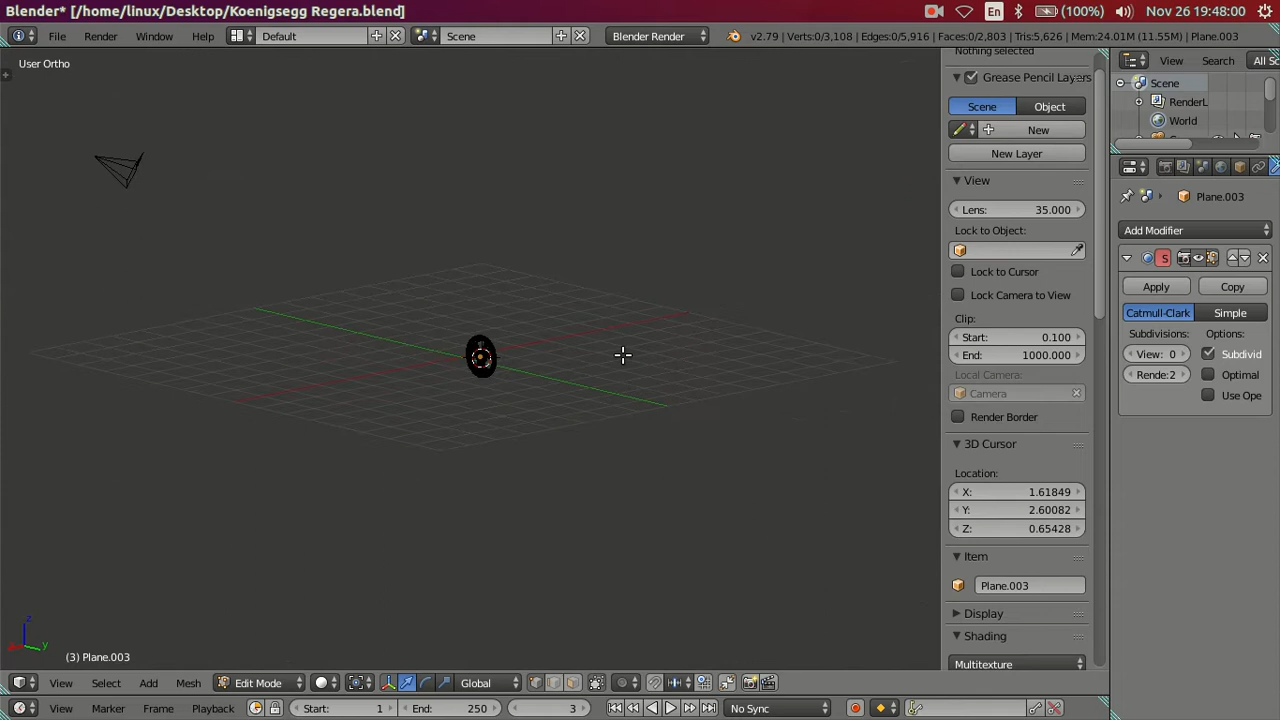 Blender* [/home/linux/Desktop/Koenigsegg Regera.blend] En (100%) Nov 26 19:48:00
File Render Window Help Default Scene Blender Render v2.79 | Verts:0/3,108 | Edges:0/5,916 | Faces:0/2,803 | Tris:5,626 | Mem:24.01M (11.55M) | Plane.003
User Ortho
Nothing selected
Grease Pencil Layers
Scene Object
New
New Layer
View
Lens: 35.000
Lock to Object:
Lock to Cursor
Lock Camera to View
Clip:
Start: 0.100
End: 1000.000
Local Camera:
Camera
Render Border
3D Cursor
Location:
X: 1.61849
Y: 2.60082
Z: 0.65428
Item
Plane.003
Display
Shading
Multitexture
View Search All Sc
Scene
RenderL
World
Plane.003
Add Modifier
S
Apply Copy
Catmull-Clark Simple
Subdivisions: Options:
View: 0 Subdivid
Rende:2 Optimal
Use Ope
z
y
(3) Plane.003
View Select Add Mesh Edit Mode Global
View Marker Frame Playback Start: 1 End: 250 3 No Sync